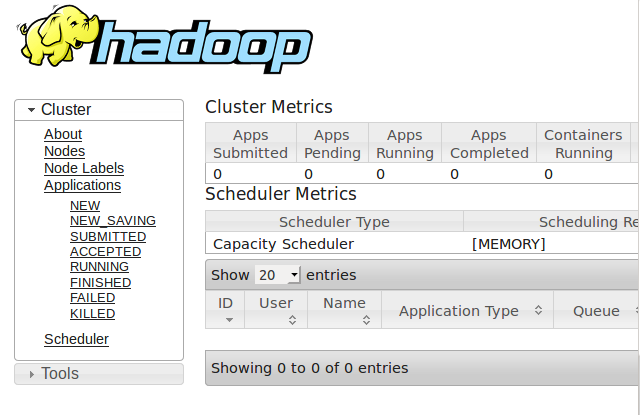 hadoop
Cluster
About
Nodes
Node Labels
Applications
NEW
NEW_SAVING
SUBMITTED
ACCEPTED
RUNNING
FINISHED
FAILED
KILLED
Scheduler
Tools
Cluster Metrics
Apps Submitted
Apps Pending
Apps Running
Apps Completed
Containers Running
0 0 0 0 0
Scheduler Metrics
Scheduler Type Scheduling Re
Capacity Scheduler [MEMORY]
Show 20 entries
ID User Name Application Type Queue
Showing 0 to 0 of 0 entries